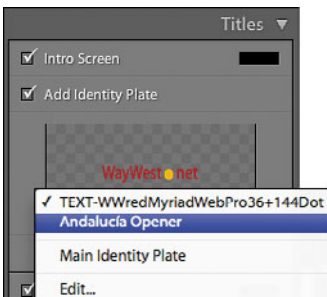 Titles
Intro Screen
Add Identity Plate
WayWest net
TEXT-WWredMyriadWebPro36+144Dot
Andalucía Opener
Main Identity Plate
Edit...